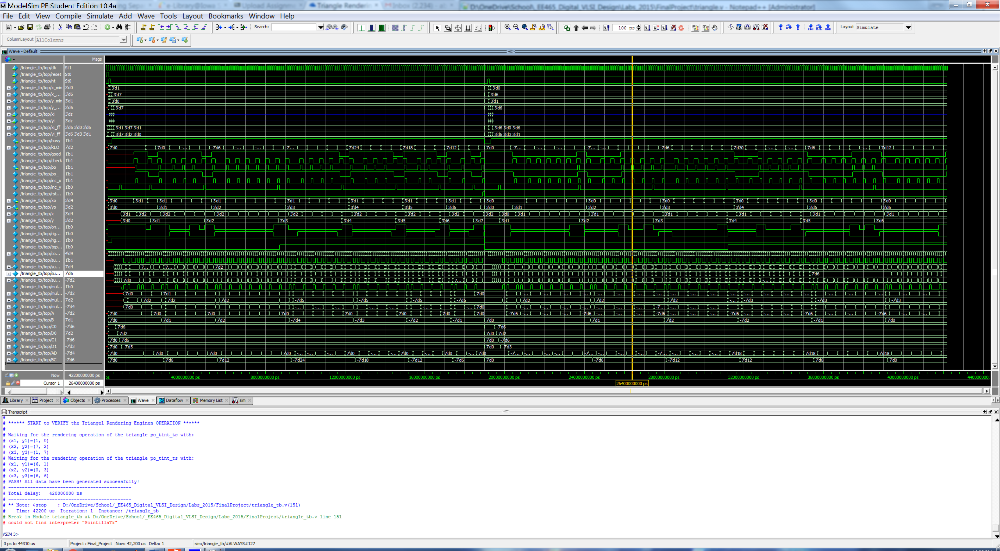 ModelSim PE Student Edition 10.4a
D:\OneDrive\School\_EE465_Digital_VLSI_Design\Labs_2015\FinalProject\triangle.v - Notepad++ [Administrator]
File Edit View Compile Simulate Add Wave Tools Layout Bookmarks Window Help
Search: 100 ps Layout Simulate
ColumnLayout AllColumns
Wave - Default
Msgs
/triangle_tb/top/clk St1
/triangle_tb/top/reset St0
/triangle_tb/top/nt St0
/triangle_tb/top/x_min 3'd0 3'd1 3'd0
/triangle_tb/top/x_... 3'd6 3'd7 3'd6
/triangle_tb/top/y_min 3'd1 3'd0 3'd1
/triangle_tb/top/y_... 3'd6 3'd7 3'd6
/triangle_tb/top/xi 3'dz
/triangle_tb/top/yi 3'dz
/triangle_tb/top/xi_ff 3'd6 3'd0 3'd6 3'd1 3'd7 3'd1 3'd6 3'd0 3'd6
/triangle_tb/top/yi_ff 3'd6 3'd3 3'd1 3'd7 3'd2 3'd0 3'd6 3'd3 3'd1
/triangle_tb/top/busy 1'b1
/triangle_tb/top/RLO 7d2 7d0 7d0 -... -7d6 -... -... -7... 7d24 7d18 7d12 7d0 -7... -... -... -7... -... -7d6 7d30 -... -... 7d6 -... 7d12
/triangle_tb/top/good 1'b1
/triangle_tb/top/check 1'b1
/triangle_tb/top/po 1'b1
/triangle_tb/top/po_ 1'b1
/triangle_tb/top/inc_x 1'b1
/triangle_tb/top/inc_y 1'b0
/triangle_tb/top/rst... 1'b0
/triangle_tb/top/xo 3'd4 3'd0 3'd1 3'd1 3'd1 3'd1 3'd1 3'd1 3'd1 3'd0 3'd0 3'd0 3'd0 3'd0 3'd0
/triangle_tb/top/yo 3'd2 3'd0 3'd1 3'd2 3'd3 3'd4 3'd5 3'd6 3'd0 3'd1 3'd2 3'd3 3'd4 3'd5 3'd6
/triangle_tb/top/x 3'd4 3'd1 3'd2 3'd2 3'd2 3'd2 3'd2 3'd2 3'd2 3'd2 3'd0 3'd1 3'd1 3'd1 3'd1 3'd1 3'd1
/triangle_tb/top/y 3'd2 3'd0 3'd1 3'd2 3'd3 3'd4 3'd5 3'd6 3'd7 3'd1 3'd2 3'd3 3'd4 3'd5 3'd6
/triangle_tb/top/on... 1'b0
/triangle_tb/top/rig... 1'b0
/triangle_tb/top/rig... 1'b0
/triangle_tb/top/top... 1'b0
/triangle_tb/top/co... 4'd9
/triangle_tb/top/su... 1'b1
/triangle_tb/top/su... 7d4 7... 7... 7d2
/triangle_tb/top/su... 7d6 7d6
/triangle_tb/top/su... -7d2 7d0 7... -...
/triangle_tb/top/mul... 1'b0
/triangle_tb/top/mul... -7d2 7d0 7d1 7d0
/triangle_tb/top/mul... 7d2 7d2 7d2 7d2 -7d5 -7d5 -7d5 -7d5 7d2 7d2 7d2 -... -7d3 -7d3 -7d3
/triangle_tb/top/mul... -7d4 7d0 7d0
/triangle_tb/top/A -7d2 7d0 7d0 7d0 7d0 7d0 7d0 7d0 7d0 -7d6 -7d6 -7d6 -7d6 -7d6 -7d6
/triangle_tb/top/B 7d1 7d0 7d1 7d2 -7d4 -7d3 -7d2 -7d1 7d0 7d1 7d2 -7d2 -7d1 7d0
/triangle_tb/top/C0 -7d6 7d6 -7d6
/triangle_tb/top/D0 7d2 7d2 7d0 7d2
/triangle_tb/top/C1 -7d6 7d0 7d6 7d0 -7d6
/triangle_tb/top/D1 -7d3 7d0 -7d5 7d0 -7d3
/triangle_tb/top/AD -7d4 7d0 7d0 7d0 7d0 -... -... -... 7d0 -... -... 7d0 -... 7d0 -... 7d0 -7... 7d18 7d18 7d18
/triangle_tb/top/BC -7d6 7d0 7d6 7d12 -7d24 -7d18 -7d12 -7d6 7d0 -7d6 -7d12 7d12 7d6 7d0
Now 42200000000 ps ps 4000000000 ps 8000000000 ps 12000000000 ps 16000000000 ps 20000000000 ps 24000000000 ps 28000000000 ps 32000000000 ps 36000000000 ps 40000000000 ps 4400000000
Cursor 1 26400000000 ps 26400000000 ps
Library Project Objects Processes Wave Dataflow Memory List sim
Transcript
#
# ****** START to VERIFY the Triangel Rendering Enginen OPERATION ******
#
# Waiting for the rendering operation of the triangle po_tint_ts with:
# (x1, y1)=(1, 0)
# (x2, y2)=(7, 2)
# (x3, y3)=(1, 7)
# Waiting for the rendering operation of the triangle po_tint_ts with:
# (x1, y1)=(6, 1)
# (x2, y2)=(0, 3)
# (x3, y3)=(6, 6)
# PASS! All data have been generated successfully!
# --------------------------------------------
# Total delay:   420000000 ns
# --------------------------------------------
# ** Note: $stop    : D:/OneDrive/School/_EE465_Digital_VLSI_Design/Labs_2015/FinalProject/triangle_tb.v(151)
#    Time: 42200 us  Iteration: 1  Instance: /triangle_tb
# Break in Module triangle_tb at D:/OneDrive/School/_EE465_Digital_VLSI_Design/Labs_2015/FinalProject/triangle_tb.v line 151
# could not find interpreter "ScintillaTk"
VSIM 3>
0 ps to 44310 us Project : Final_Project Now: 42,200 us Delta: 1 sim:/triangle_tb/#ALWAYS#127